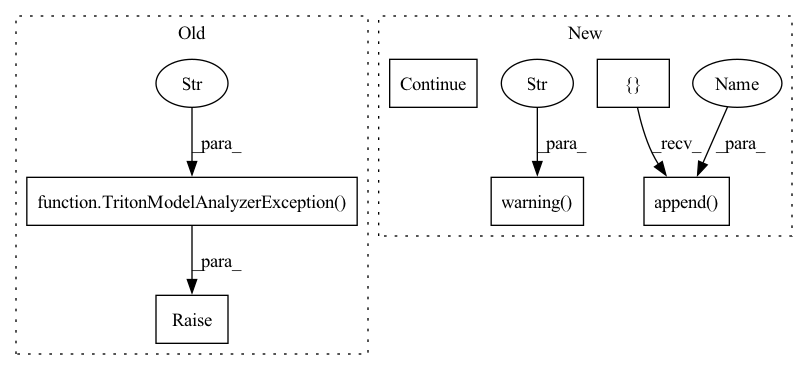 Old
New
Str
Continue
Str
{}
Name
_para_
_para_
_recv_
_para_
function.TritonModelAnalyzerException()
warning()
append()
_para_
Raise